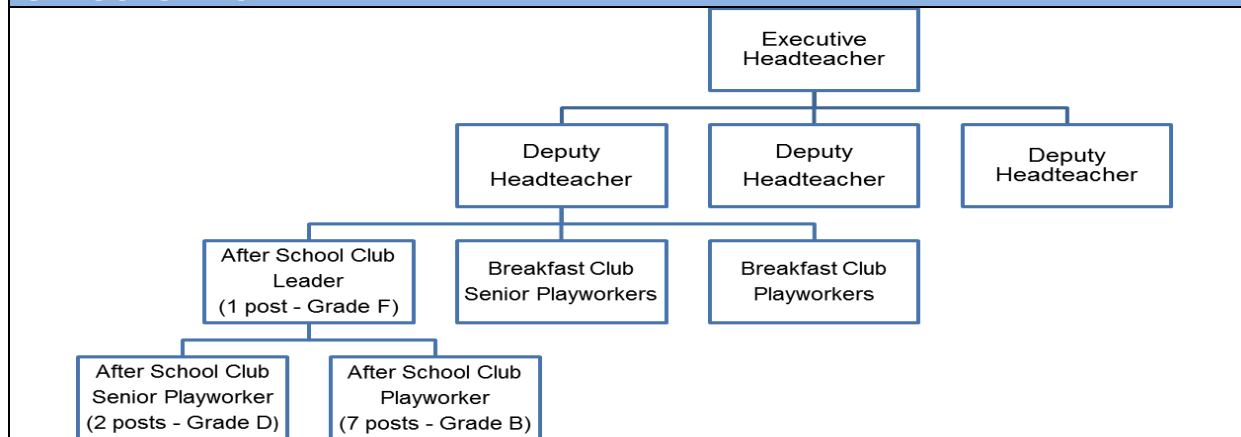 Executive
Headteacher
Deputy
Headteacher
Deputy
Headteacher
Deputy
Headteacher
After School Club
Leader
(1 post - Grade F)
Breakfast Club
Senior Playworkers
Breakfast Club
Playworkers
After School Club
Senior Playworker
(2 posts - Grade D)
After School Club
Playworker
(7 posts - Grade B)